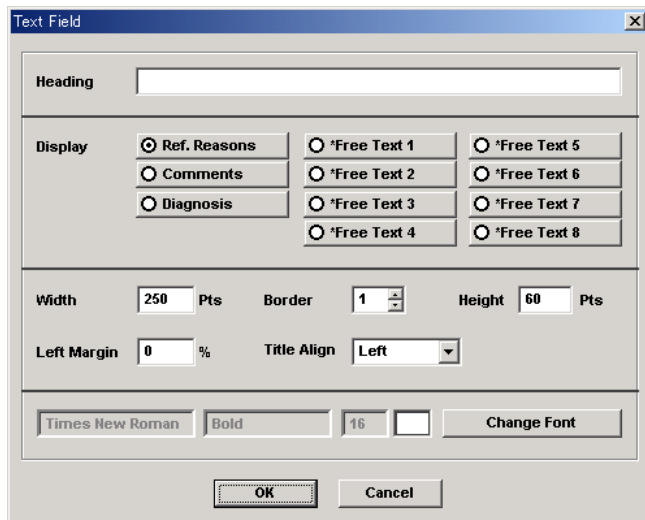 Text Field
Heading
Display Ref. Reasons *Free Text 1 *Free Text 5
Comments *Free Text 2 *Free Text 6
Diagnosis *Free Text 3 *Free Text 7
*Free Text 4 *Free Text 8
Width 250 Pts Border 1 Height 60 Pts
Left Margin 0 % Title Align Left
Times New Roman Bold 16 Change Font
OK Cancel